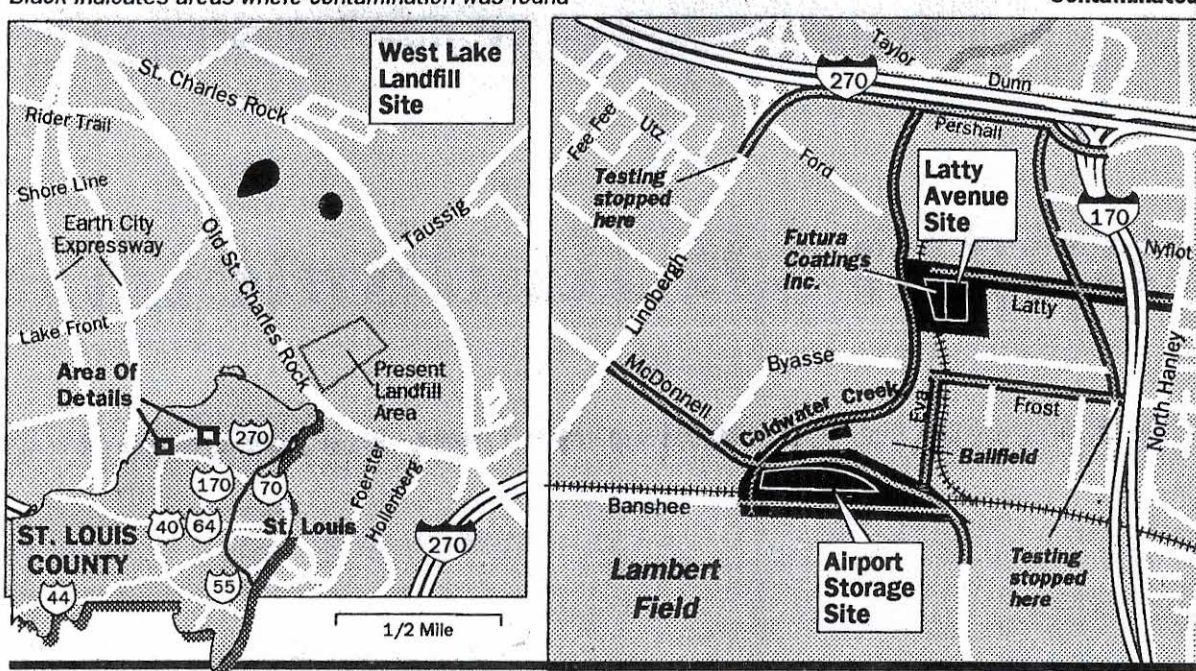 Black indicates areas where contamination was found
Contaminated
West Lake
Landfill
Site
St. Charles Rock
Rider Trail
Shore Line
Earth City
Expressway
Old St. Charles Rock
Taussig
Lake Front
Area Of
Details
Present
Landfill
Area
270
170
70
40
64
St. Louis
ST. LOUIS
COUNTY
44
55
Foerster
Hollenberg
270
1/2 Mile
270
Taylor
Dunn
Fee Fee
Utz
Ford
Pershall
Testing
stopped
here
Latty
Avenue
Site
170
Nyflot
Futura
Coatings
Inc.
Lindbergh
Latty
McDonnell
Byasse
Coldwater Creek
Eva
Frost
North Hanley
Ballfield
Banshee
Lambert
Field
Airport
Storage
Site
Testing
stopped
here